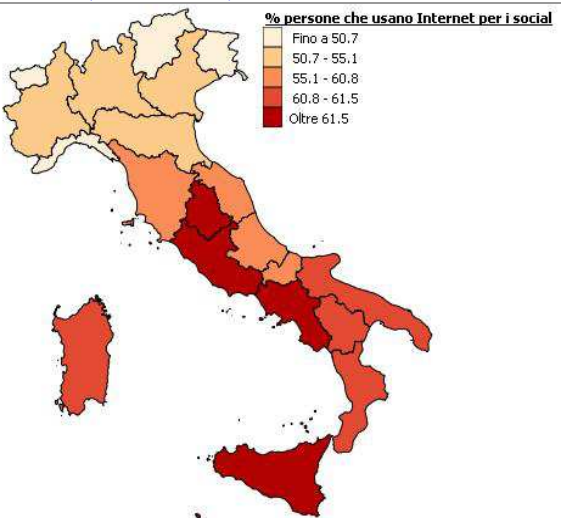 % persone che usano Internet per i social
Fino a 50.7
50.7 - 55.1
55.1 - 60.8
60.8 - 61.5
Oltre 61.5